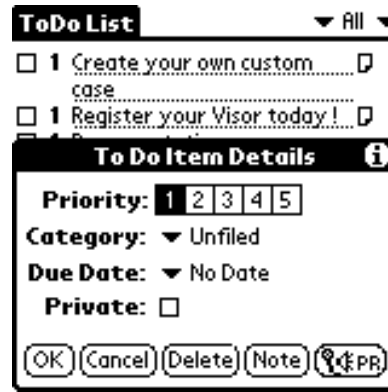 ToDo List All
1 Create your own custom
case
1 Register your Visor today !
To Do Item Details i
Priority: 1 2 3 4 5
Category: Unfiled
Due Date: No Date
Private:
OK Cancel Delete Note PR